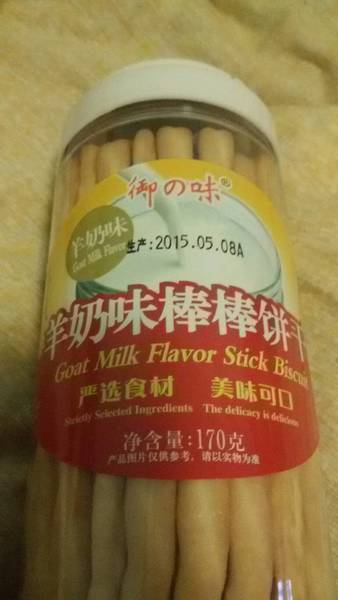 御の味®
羊奶味
Goat Milk Flavor
生产:2015.05.08A
羊奶味棒棒饼干
Goat Milk Flavor Stick Biscuit
严选食材 美味可口
Strictly Selected Ingredients The delicacy is delicious
净含量:170克
产品图片仅供参考，请以实物为准